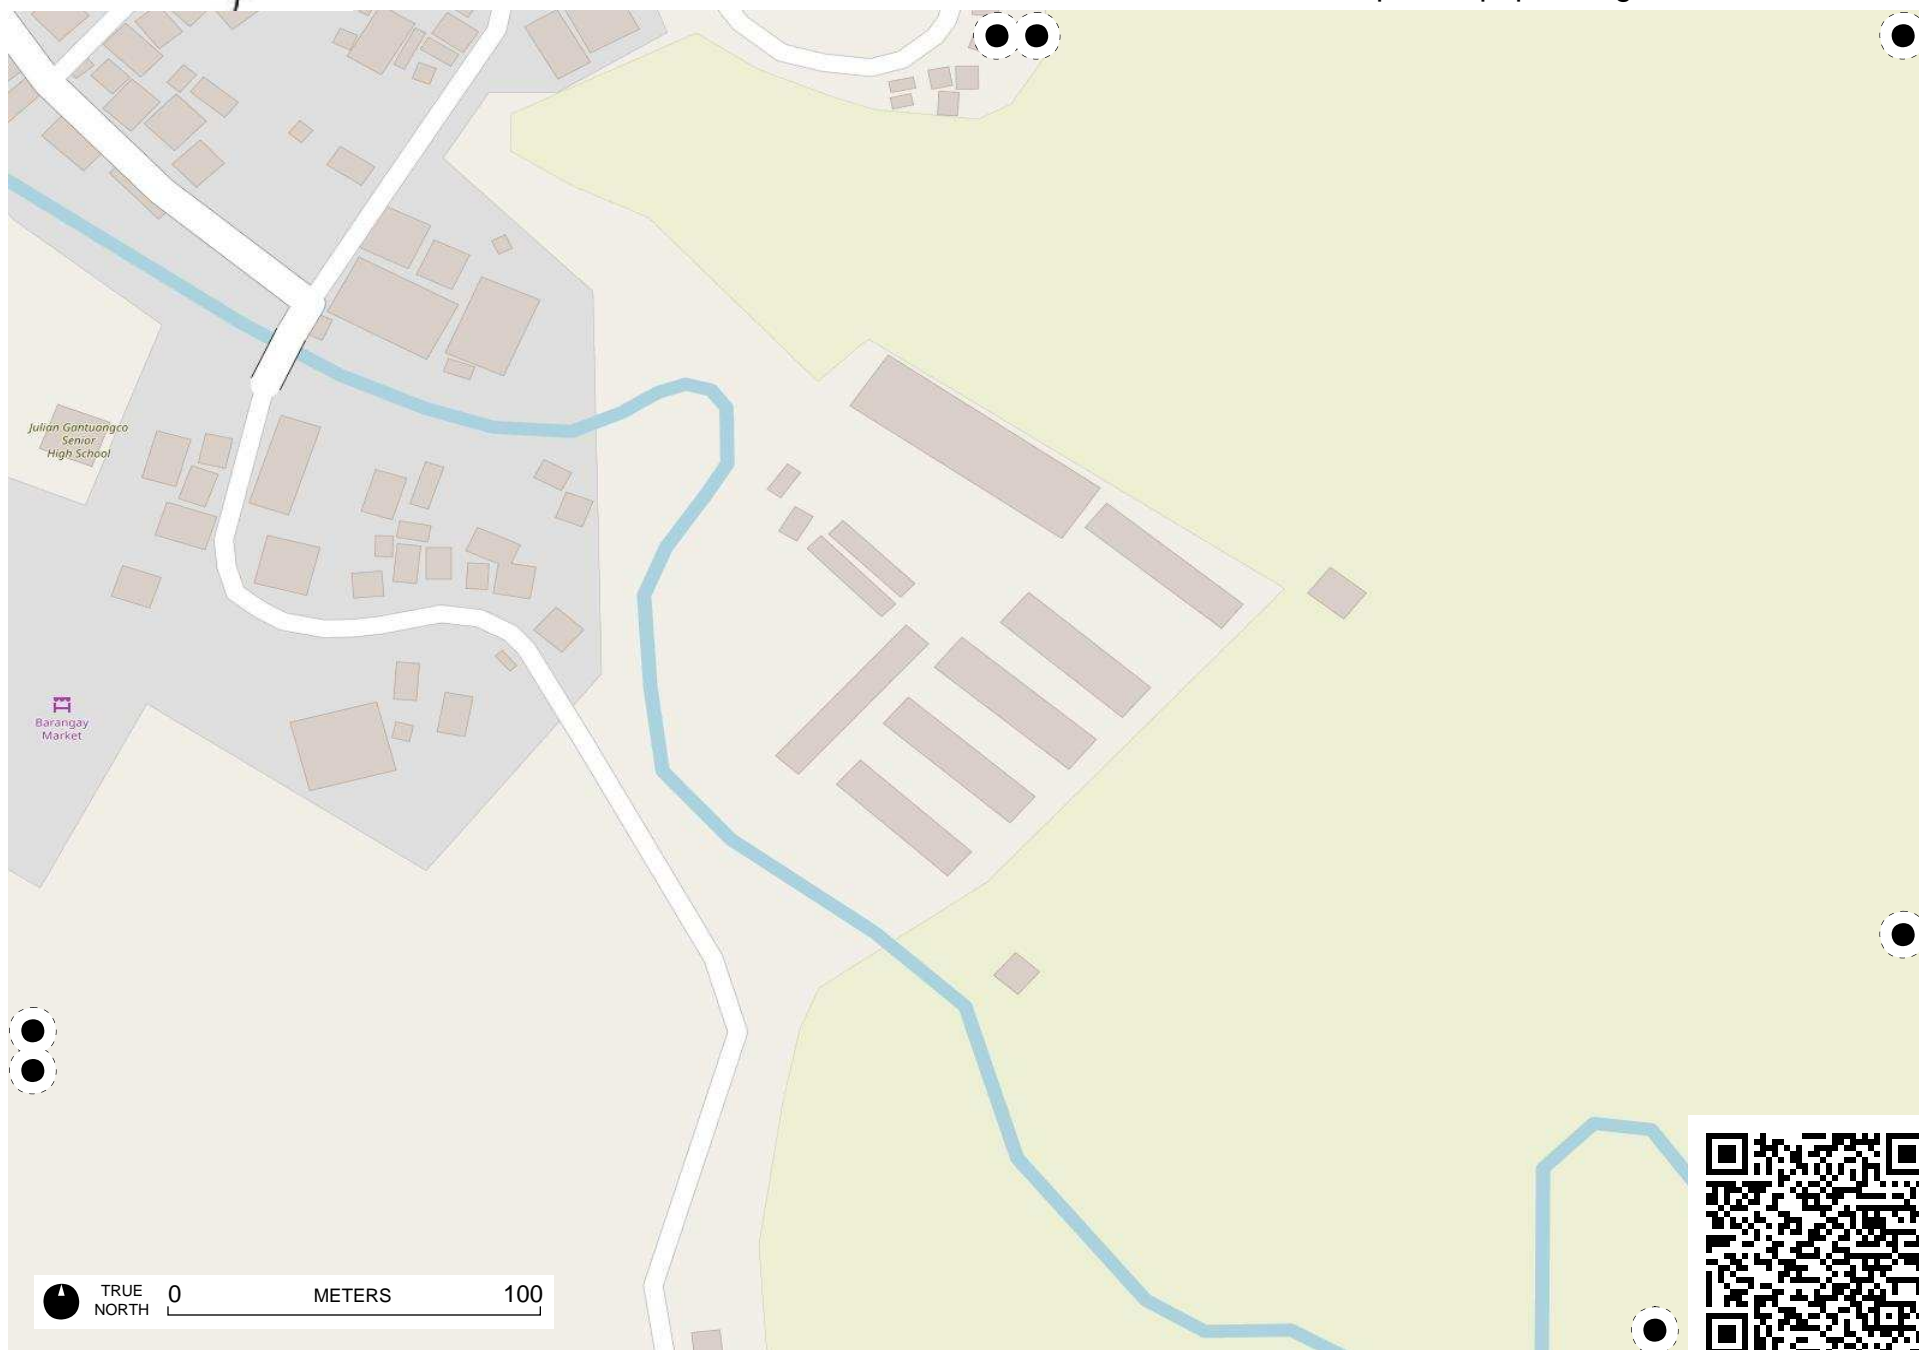 Julian Gantuangco
Senior
High School
Barangay
Market
TRUE
NORTH
0 METERS 100